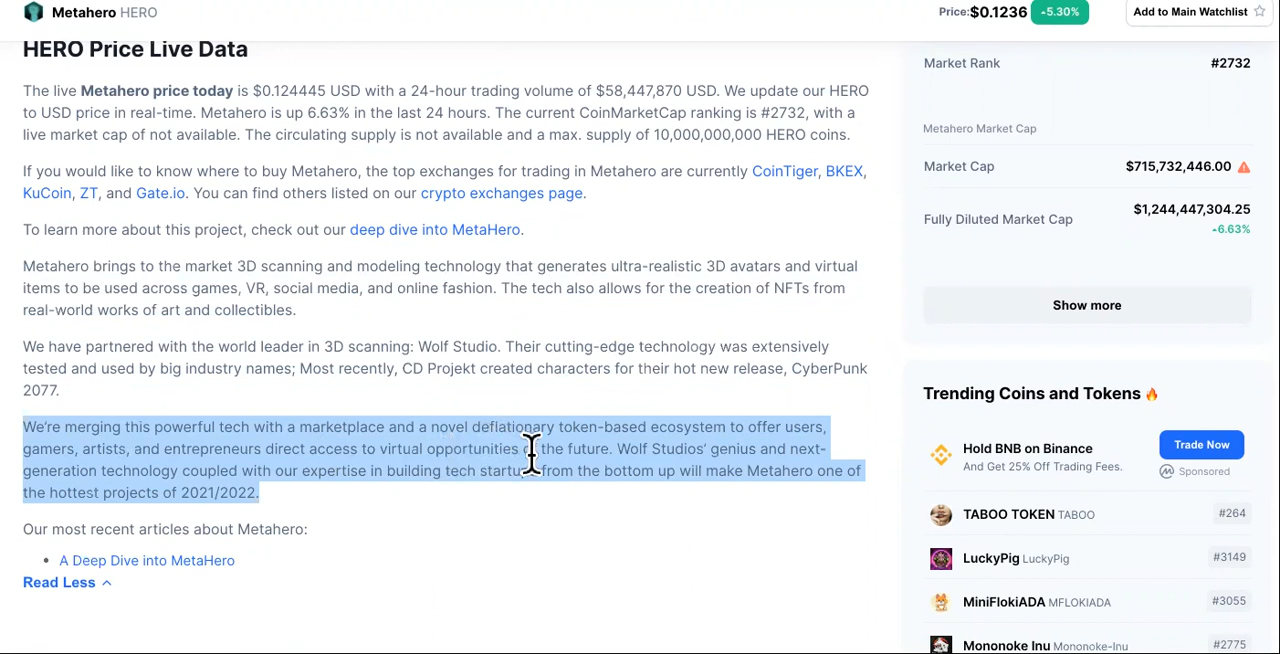 Metahero HERO
Price:$0.1236 -5.30%
Add to Main Watchlist
HERO Price Live Data
The live Metahero price today is $0.124445 USD with a 24-hour trading volume of $58,447,870 USD. We update our HERO
to USD price in real-time. Metahero is up 6.63% in the last 24 hours. The current CoinMarketCap ranking is #2732, with a
live market cap of not available. The circulating supply is not available and a max. supply of 10,000,000,000 HERO coins.
If you would like to know where to buy Metahero, the top exchanges for trading in Metahero are currently CoinTiger, BKEX,
KuCoin, ZT, and Gate.io. You can find others listed on our crypto exchanges page.
To learn more about this project, check out our deep dive into MetaHero.
Metahero brings to the market 3D scanning and modeling technology that generates ultra-realistic 3D avatars and virtual
items to be used across games, VR, social media, and online fashion. The tech also allows for the creation of NFTs from
real-world works of art and collectibles.
We have partnered with the world leader in 3D scanning: Wolf Studio. Their cutting-edge technology was extensively
tested and used by big industry names; Most recently, CD Projekt created characters for their hot new release, CyberPunk
2077.
We're merging this powerful tech with a marketplace and a novel deflationary token-based ecosystem to offer users,
gamers, artists, and entrepreneurs direct access to virtual opportunities the future. Wolf Studios' genius and next-
generation technology coupled with our expertise in building tech startups from the bottom up will make Metahero one of
the hottest projects of 2021/2022.
Our most recent articles about Metahero:
• A Deep Dive into MetaHero
Read Less
Market Rank #2732
Metahero Market Cap
Market Cap $715,732,446.00
Fully Diluted Market Cap $1,244,447,304.25
6.63%
Show more
Trending Coins and Tokens
Hold BNB on Binance
And Get 25% Off Trading Fees.
Trade Now
Sponsored
TABOO TOKEN TABOO #264
LuckyPig LuckyPig #3149
MiniFlokiADA MFLOKIADA #3055
Mononoke Inu Mononoke-Inu #2775